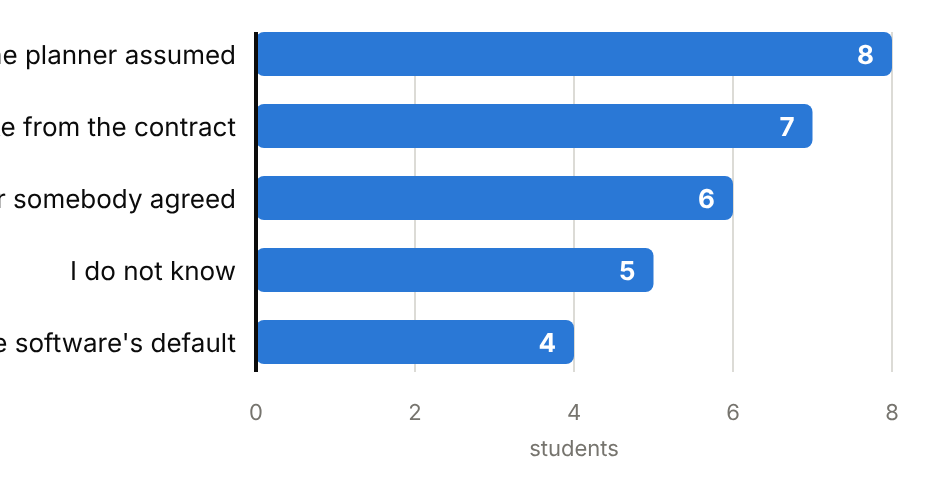 planner assumed 8
from the contract 7
somebody agreed 6
I do not know 5
software's default 4
0 2 4 6 8
students